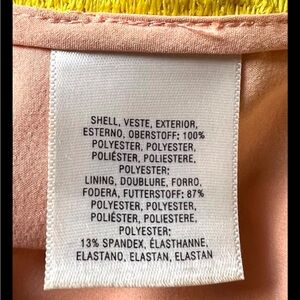 SHELL, VESTE, EXTERIOR,
ESTERNO, OBERSTOFF: 100%
POLYESTER, POLYESTER,
POLIÉSTER, POLIESTERE,
POLYESTER:
LINING, DOUBLURE, FORRO,
FODERA, FUTTERSTOFF: 87%
POLYESTER, POLYESTER,
POLIÉSTER, POLIESTERE,
POLYESTER:
13% SPANDEX, ÉLASTHANNE,
ELASTANO, ELASTAN, ELASTAN